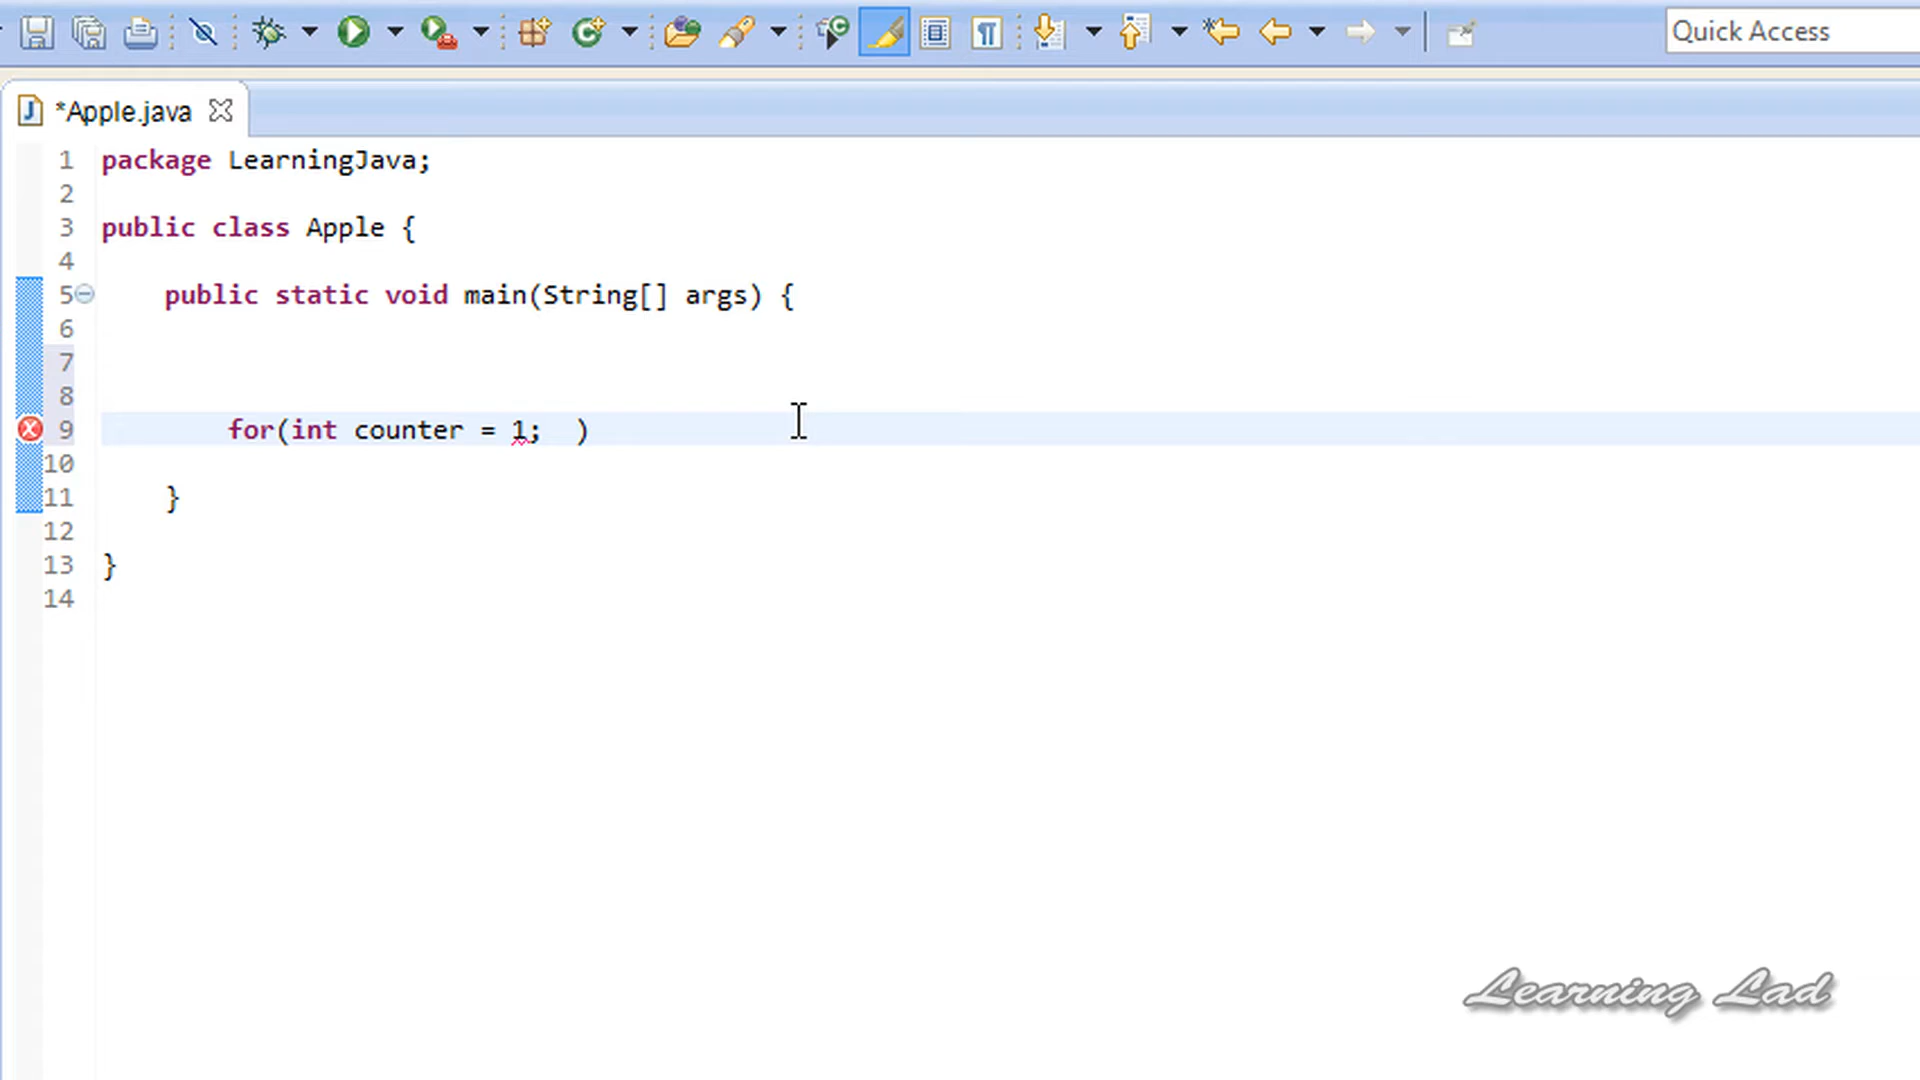 Quick Access
*Apple.java
1 package LearningJava;
2
3 public class Apple {
4
5 public static void main(String[] args) {
6
7
8
9 for(int counter = 1;  )
10
11 }
12
13 }
14
Learning Lad